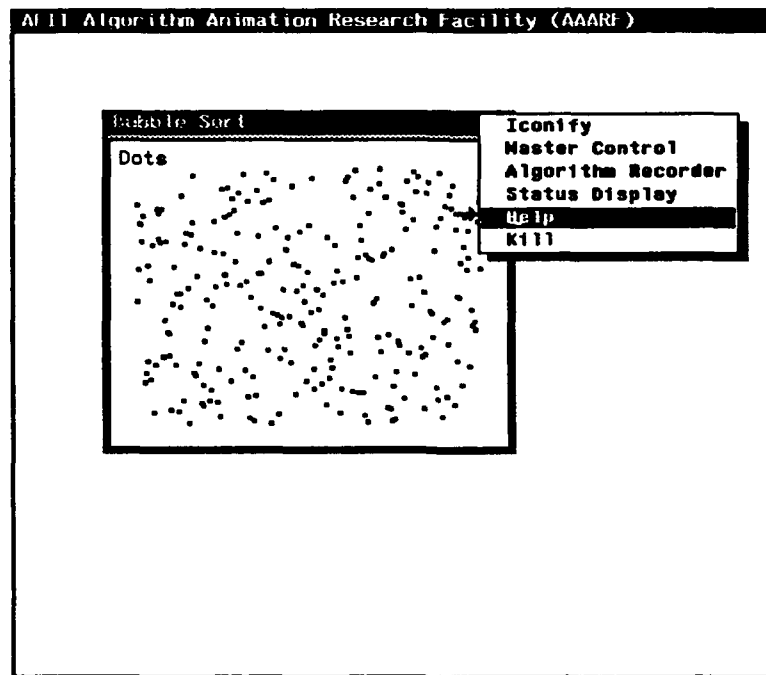 AFIT Algorithm Animation Research Facility (AAARF)
Bubble Sort
Dots
Iconify
Master Control
Algorithm Recorder
Status Display
Help
Kill